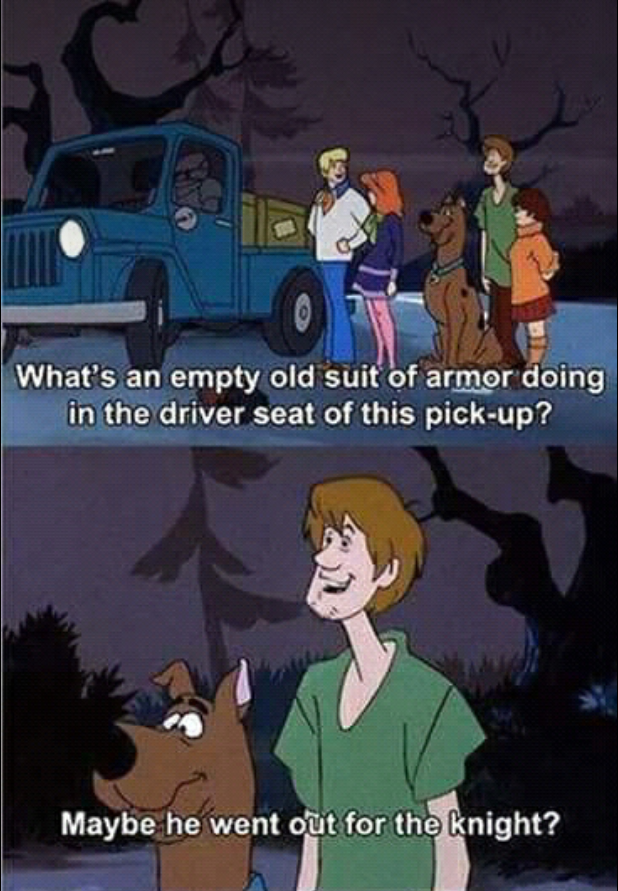 What's an empty old suit of armor doing
in the driver seat of this pick-up?
Maybe he went out for the knight?